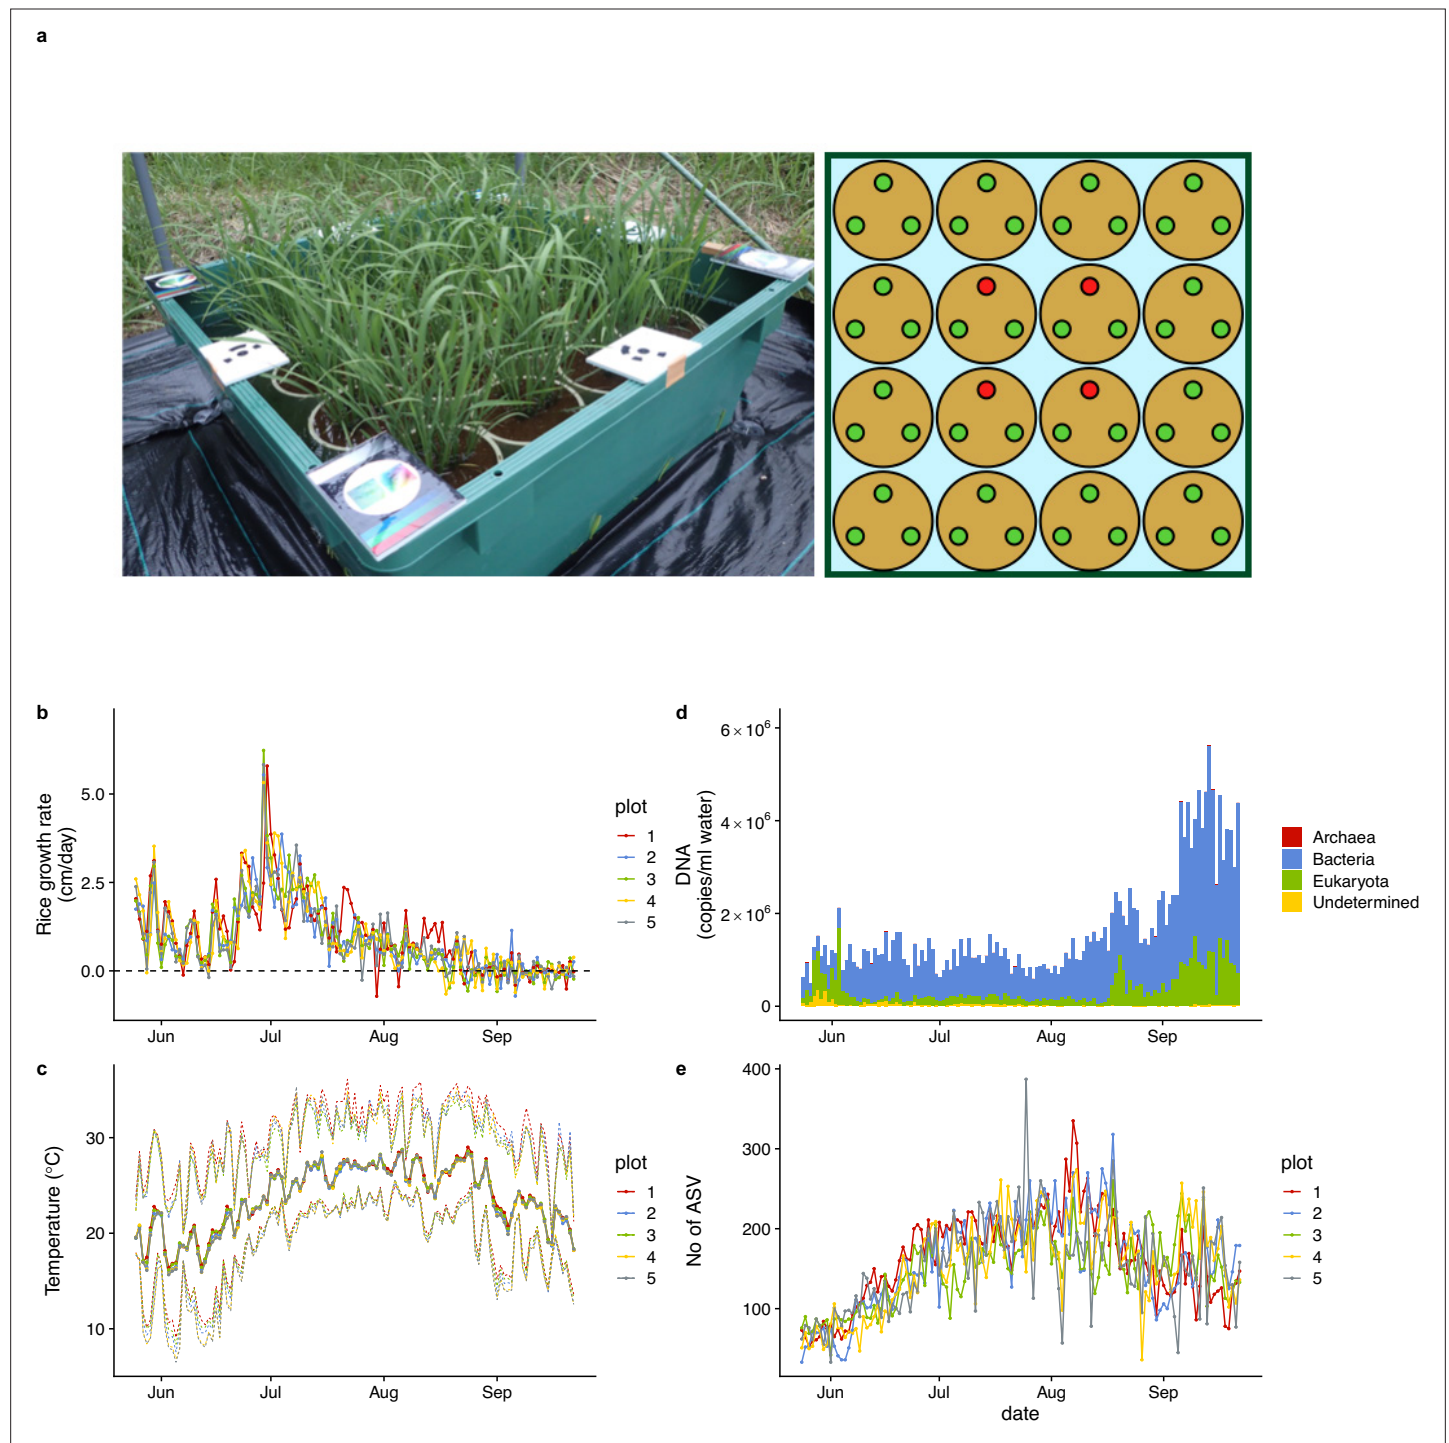 a
b
Rice growth rate
(cm/day)
5.0
2.5
0.0
Jun
Jul
Aug
Sep
plot
1
2
3
4
5
d
DNA
(copies/ml water)
6 × 10⁶
4 × 10⁶
2 × 10⁶
0
Jun
Jul
Aug
Sep
Archaea
Bacteria
Eukaryota
Undetermined
c
Temperature (°C)
30
20
10
Jun
Jul
Aug
Sep
plot
1
2
3
4
5
e
No of ASV
400
300
200
100
Jun
Jul
Aug
Sep
date
plot
1
2
3
4
5